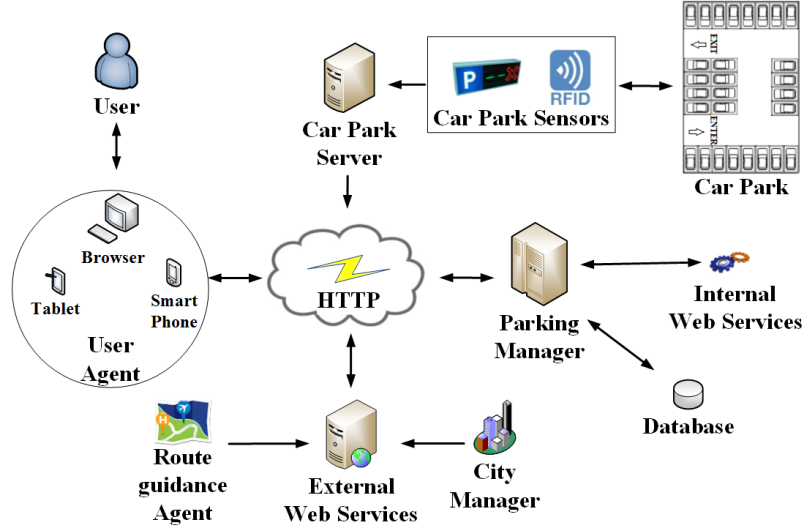 EXIT
P
RFID
User
Car Park
Server
Car Park Sensors
ENTER
Car Park
Browser
Tablet
Smart
Phone
User
Agent
HTTP
Parking
Manager
Internal
Web Services
Database
H
Route
guidance
Agent
External
Web Services
City
Manager